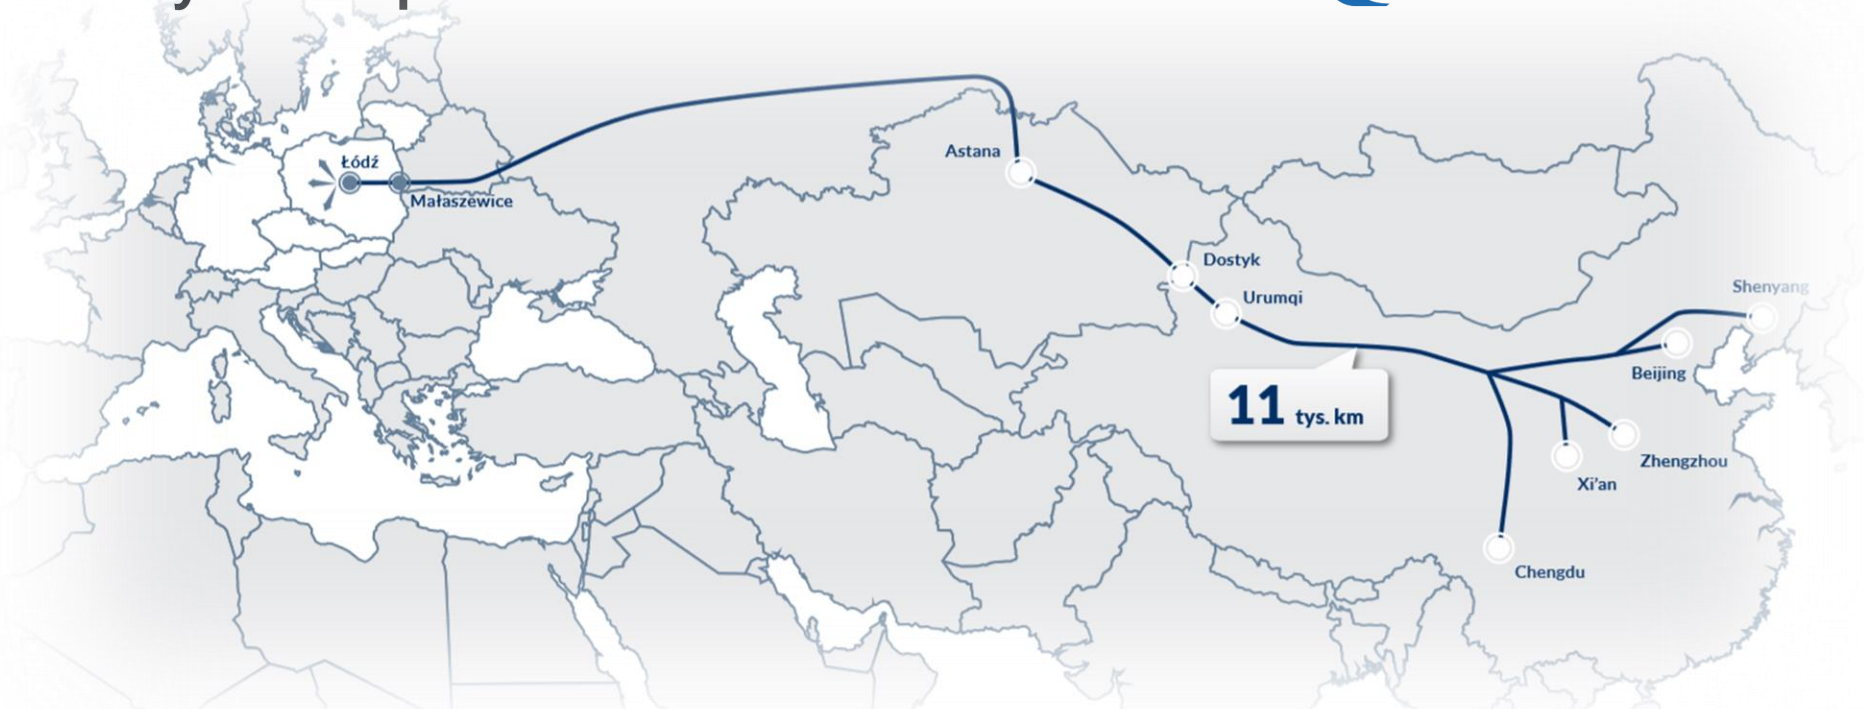 Łódź
Małaszewice
Astana
Dostyk
Urumqi
Shenyang
Beijing
11 tys. km
Zhengzhou
Xi'an
Chengdu